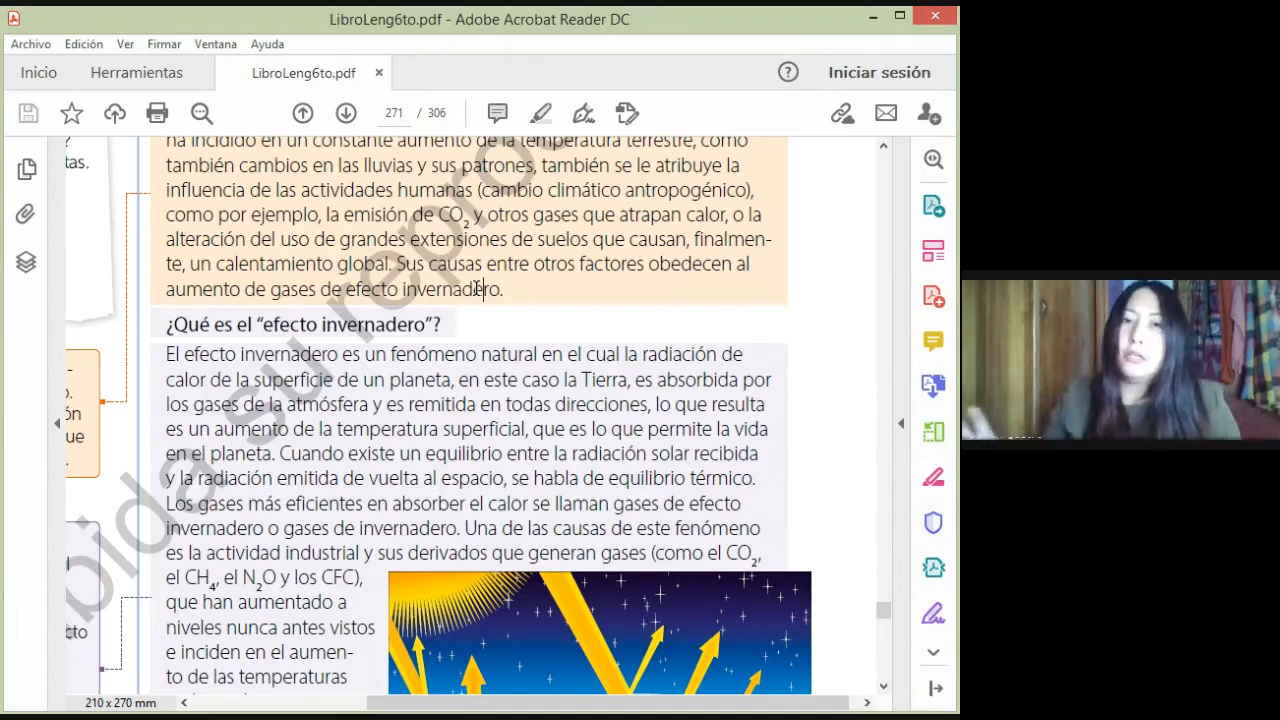 LibroLeng6to.pdf - Adobe Acrobat Reader DC
Archivo Edición Ver Firmar Ventana Ayuda
Inicio Herramientas LibroLeng6to.pdf × ? Iniciar sesión
271 / 306
?
tas.
ha incidido en un constante aumento de la temperatura terrestre, como
también cambios en las lluvias y sus patrones, también se le atribuye la
influencia de las actividades humanas (cambio climático antropogénico),
como por ejemplo, la emisión de CO2 y otros gases que atrapan calor, o la
alteración del uso de grandes extensiones de suelos que causan, finalmen-
te, un calentamiento global. Sus causas entre otros factores obedecen al
aumento de gases de efecto invernadero.
¿Qué es el “efecto invernadero”?
El efecto invernadero es un fenómeno natural en el cual la radiación de
calor de la superficie de un planeta, en este caso la Tierra, es absorbida por
los gases de la atmósfera y es remitida en todas direcciones, lo que resulta
es un aumento de la temperatura superficial, que es lo que permite la vida
en el planeta. Cuando existe un equilibrio entre la radiación solar recibida
y la radiación emitida de vuelta al espacio, se habla de equilibrio térmico.
Los gases más eficientes en absorber el calor se llaman gases de efecto
invernadero o gases de invernadero. Una de las causas de este fenómeno
es la actividad industrial y sus derivados que generan gases (como el CO2,
el CH4, el N2O y los CFC),
que han aumentado a
niveles nunca antes vistos
e inciden en el aumen-
to de las temperaturas
-
o.
ón
ue
.
l
cto
bida su repro
210 x 270 mm